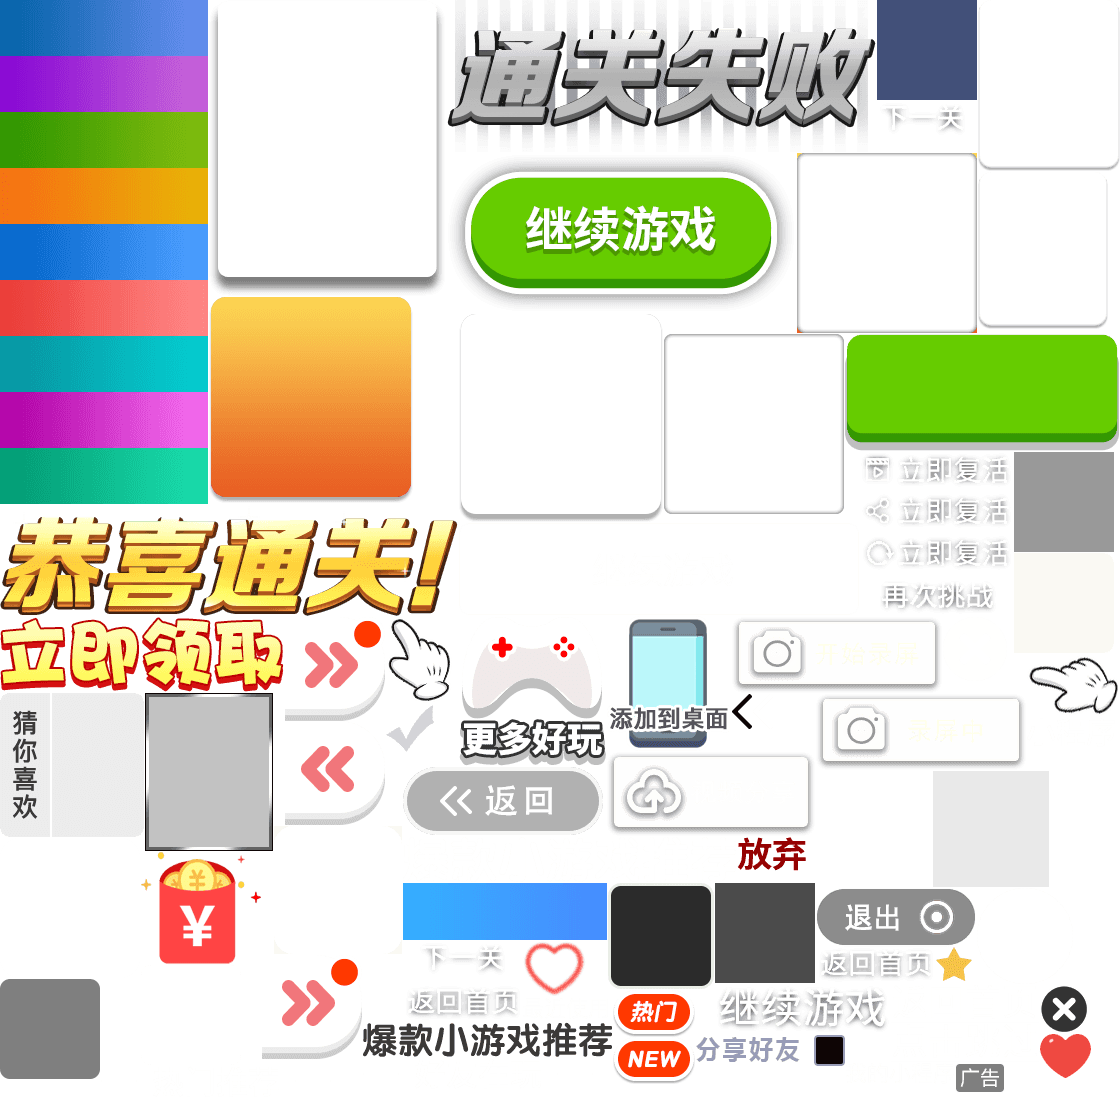 通关失败
下一关
继续游戏
立即复活
立即复活
立即复活
再次挑战
恭喜通关!
立即领取
添加到桌面
更多好玩
猜你喜欢
返回
放弃
¥
退出
下一关
返回首页
返回首页
热门
继续游戏
爆款小游戏推荐
NEW
分享好友
广告